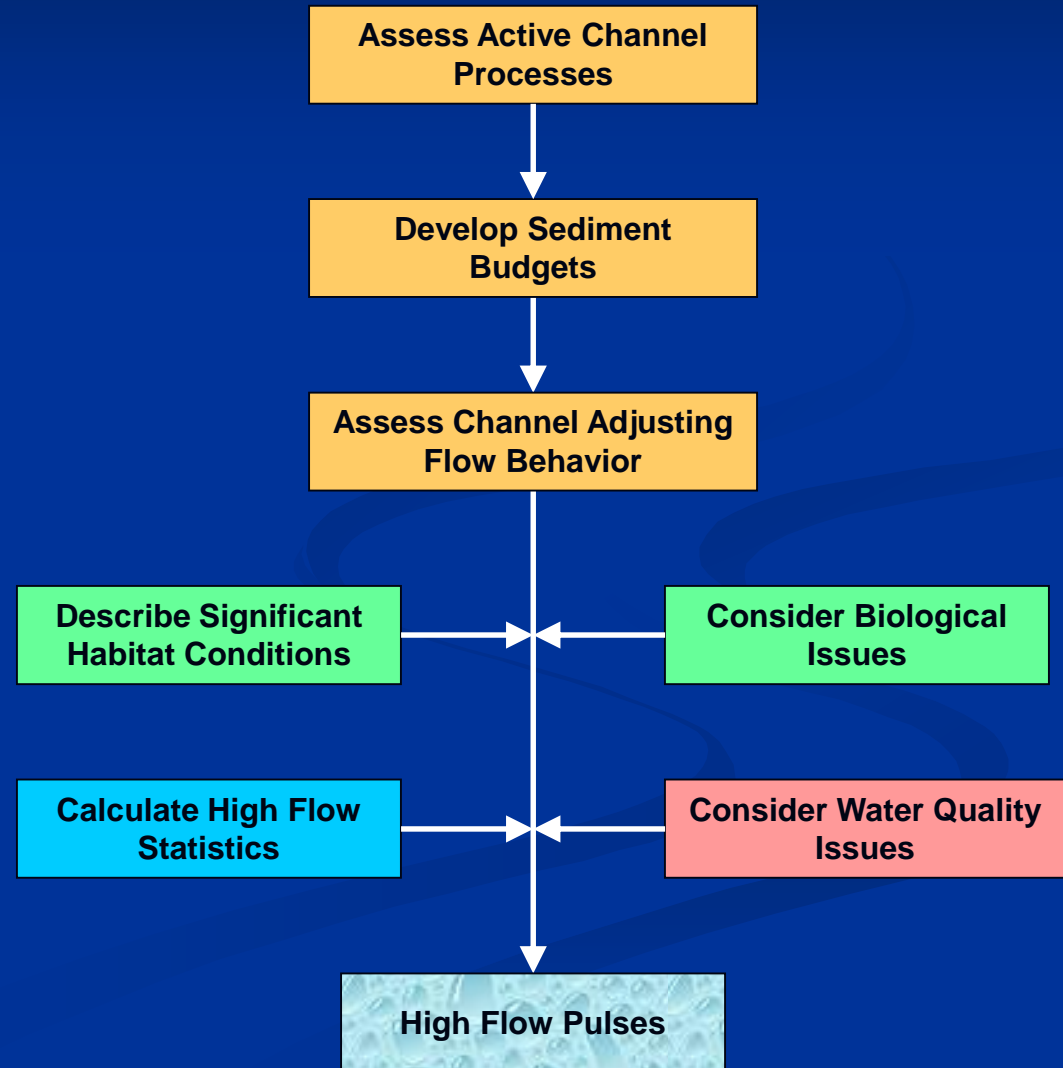 Assess Active Channel
Processes
Develop Sediment
Budgets
Assess Channel Adjusting
Flow Behavior
Describe Significant
Habitat Conditions
Consider Biological
Issues
Calculate High Flow
Statistics
Consider Water Quality
Issues
High Flow Pulses